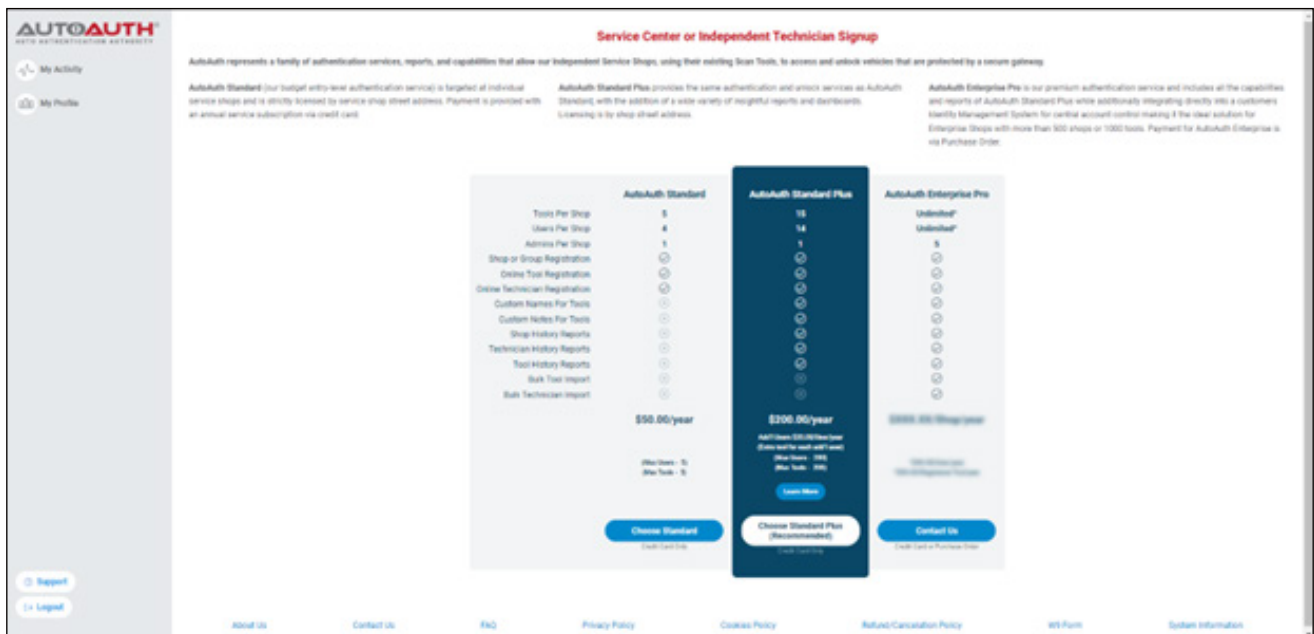 AUTOAUTH
AUTO AUTHENTICATION AUTHORITY
My Activity
My Profile
Support
Logout
Service Center or Independent Technician Signup
AutoAuth represents a family of authentication services, reports, and capabilities that allow our Independent Service Shops, using their existing Scan Tools, to access and unlock vehicles that are protected by a secure gateway.
AutoAuth Standard (our budget entry-level authentication service) is targeted at individual
service shops and is strictly licensed by service shop street address. Payment is provided with
an annual service subscription via credit card.
AutoAuth Standard Plus provides the same authentication and unlock services as AutoAuth
Standard, with the addition of a wide variety of insightful reports and dashboards.
Licensing is by shop street address.
AutoAuth Enterprise Pro is our premium authentication service and includes all the capabilities
and reports of AutoAuth Standard Plus while additionally integrating directly into a customers
Identity Management System for central account control making it the ideal solution for
Enterprise Shops with more than 500 shops or 1000 tools. Payment for AutoAuth Enterprise is
via Purchase Order.
AutoAuth Standard AutoAuth Standard Plus AutoAuth Enterprise Pro
Tools Per Shop 5 15 Unlimited*
Users Per Shop 4 14 Unlimited*
Admins Per Shop 1 1 5
Shop or Group Registration
Online Tool Registration
Online Technician Registration
Custom Names For Tools
Custom Notes For Tools
Shop History Reports
Technician History Reports
Tool History Reports
Bulk Tool Import
Bulk Technician Import
$50.00/year $200.00/year
(Max Users - 5)
(Max Tools - 5)
(Max Users - 200)
(Max Tools - 200)
Learn More
Choose Standard
Credit Card Only
Choose Standard Plus
(Recommended)
Credit Card Only
Contact Us
Credit Card or Purchase Order
About Us Contact Us FAQ Privacy Policy Cookies Policy Refund/Cancelation Policy W9 Form System Information